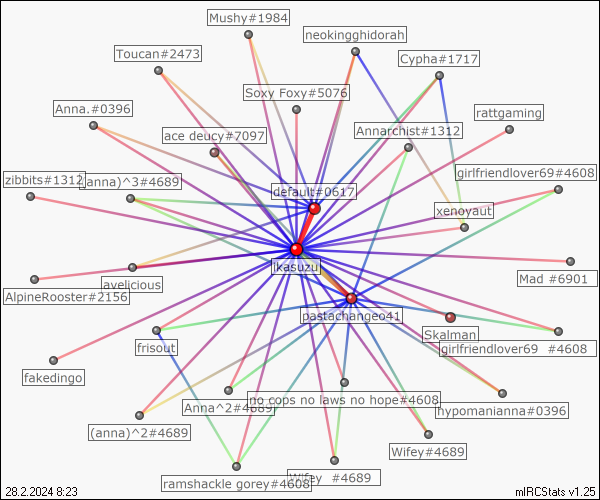 Mushy#1984
neokingghidorah
Toucan#2473
Cypha#1717
Soxy Foxy#5076
Anna.#0396
rattgaming
ace deucy#7097
Annarchist#1312
girlfriendlover69#4608
zibbits#1312
(anna)^3#4689
default#0617
xenoyaut
ikasuzu
Mad #6901
lavelicious
AlpineRooster#2156
pastachangeo41
Skalman
frisout
girlfriendlover69 #4608
fakedingo
Anna^2#4689
no cops no laws no hope#4608
hypomanianna#0396
(anna)^2#4689
Wifey#4689
ramshackle gorey#4608
Wifey #4689
28.2.2024 8:23
mIRCStats v1.25